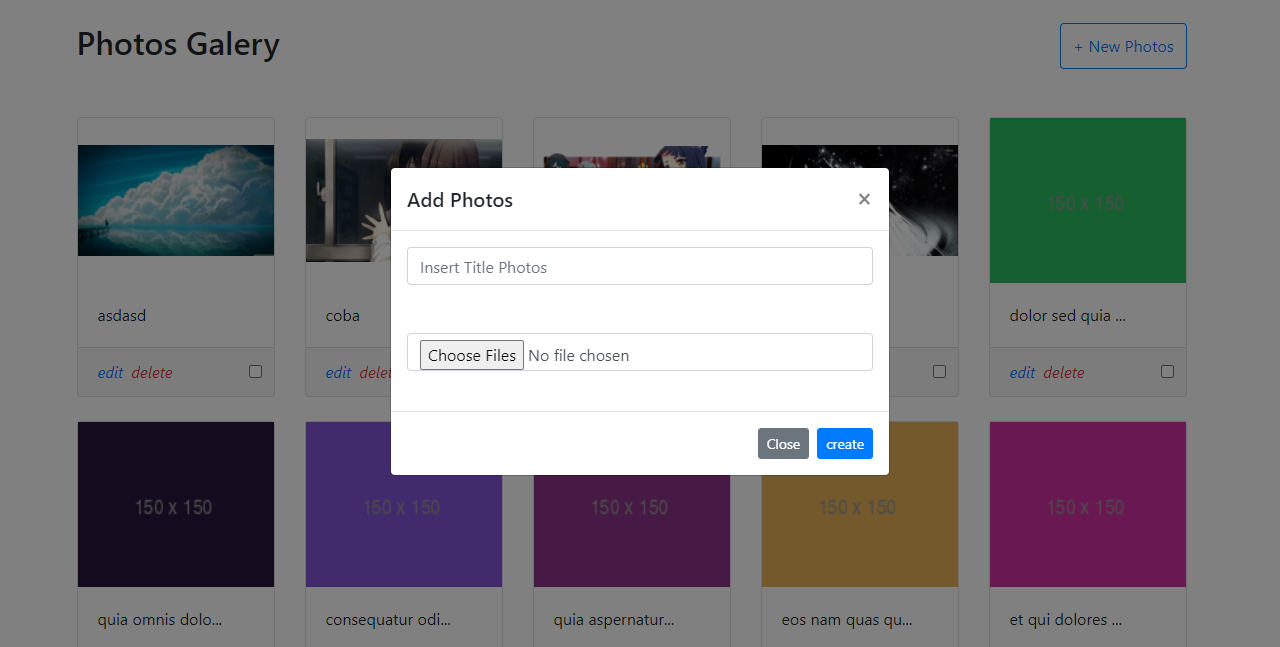 Photos Galery
+ New Photos
150 x 150
Add Photos
×
Insert Title Photos
Choose Files No file chosen
Close
create
asdasd
coba
dolor sed quia ...
edit delete
edit delet
edit delete
150 x 150
150 x 150
150 x 150
150 x 150
150 x 150
quia omnis dolo...
consequatur odi...
quia aspernatur...
eos nam quas qu...
et qui dolores ...